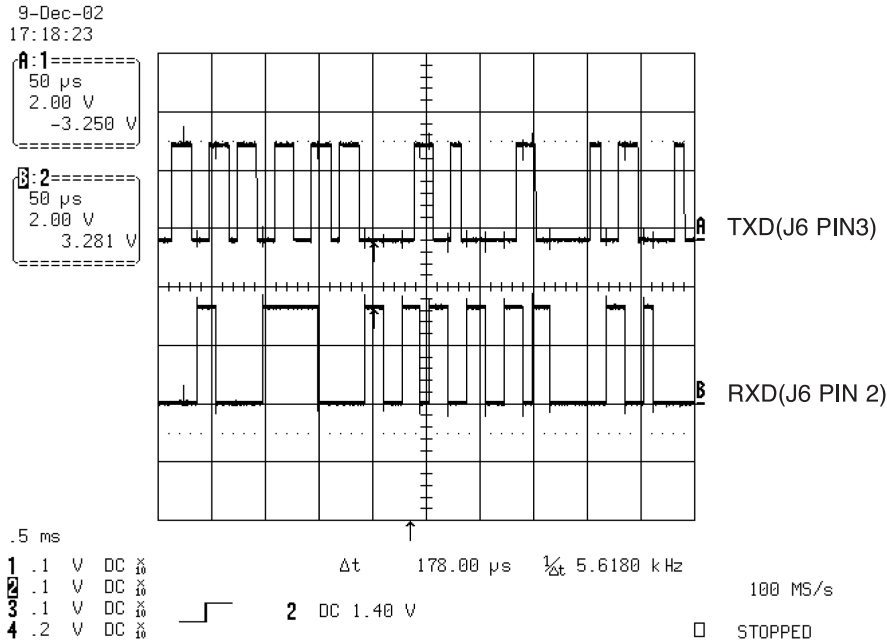 9-Dec-02
17:18:23
A:1
50 µs
2.00 V
-3.250 V
B:2
50 µs
2.00 V
3.281 V
A TXD(J6 PIN3)
B RXD(J6 PIN 2)
.5 ms
1 .1 V DC X10
2 .1 V DC X10
3 .1 V DC X10
4 .2 V DC X10
Δt 178.00 µs 1/Δt 5.6180 kHz
2 DC 1.40 V
100 MS/s
STOPPED